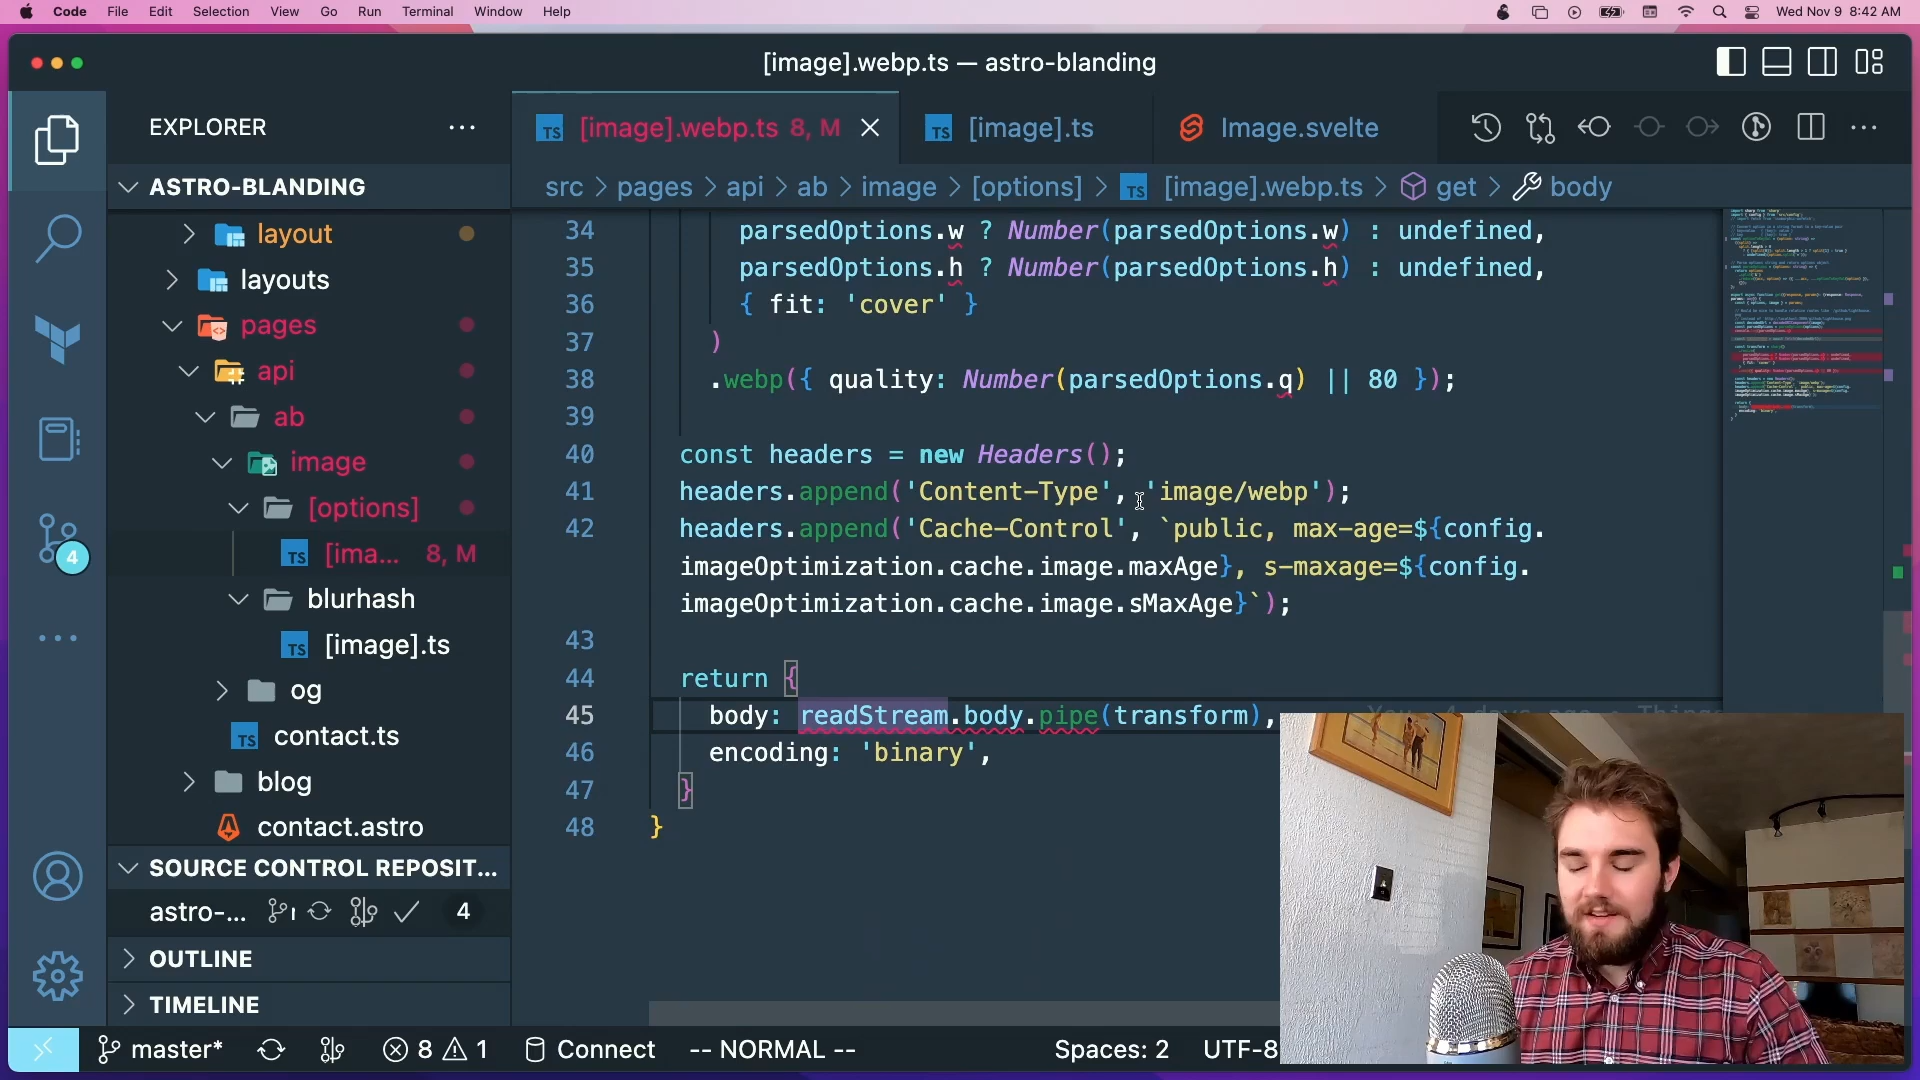 Code File Edit Selection View Go Run Terminal Window Help
Wed Nov 9 8:42 AM
[image].webp.ts — astro-blanding
EXPLORER
[image].webp.ts 8, M
[image].ts
Image.svelte
src > pages > api > ab > image > [options] > TS [image].webp.ts > get > body
ASTRO-BLANDING
layout
layouts
pages
api
ab
image
[options]
TS [ima... 8, M
blurhash
TS [image].ts
og
TS contact.ts
blog
contact.astro
SOURCE CONTROL REPOSIT...
astro-... 4
OUTLINE
TIMELINE
4
34 parsedOptions.w ? Number(parsedOptions.w) : undefined,
35 parsedOptions.h ? Number(parsedOptions.h) : undefined,
36 { fit: 'cover' }
37 )
38 .webp({ quality: Number(parsedOptions.q) || 80 });
39
40 const headers = new Headers();
41 headers.append('Content-Type', 'image/webp');
42 headers.append('Cache-Control', `public, max-age=${config.
imageOptimization.cache.image.maxAge}, s-maxage=${config.
imageOptimization.cache.image.sMaxAge}`);
43
44 return {
45 body: readStream.body.pipe(transform),
46 encoding: 'binary',
47 }
48 }
master* 8 1 Connect -- NORMAL -- Spaces: 2 UTF-8